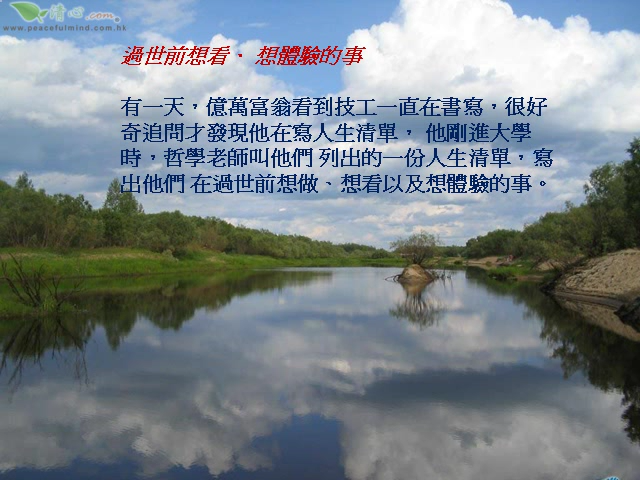 清心.com.
www.peacefulmind.com.hk
過世前想看． 想體驗的事
有一天，億萬富翁看到技工一直在書寫，很好
奇追問才發現他在寫人生清單， 他剛進大學
時，哲學老師叫他們 列出的一份人生清單，寫
出他們 在過世前想做、想看以及想體驗的事。